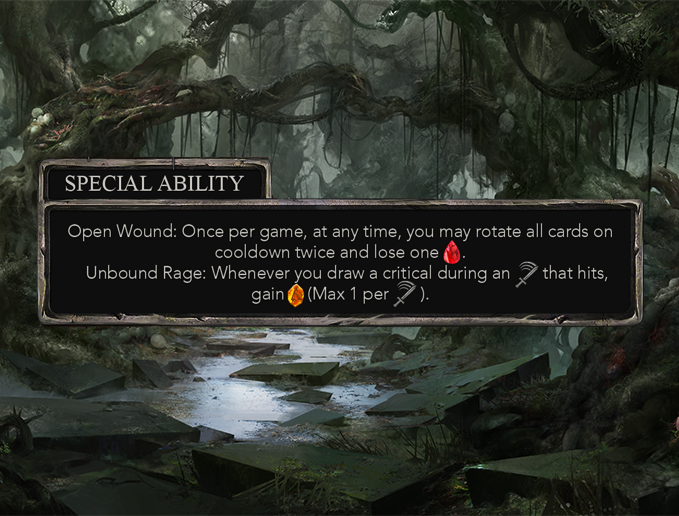 SPECIAL ABILITY
Open Wound: Once per game, at any time, you may rotate all cards on
cooldown twice and lose one .
Unbound Rage: Whenever you draw a critical during an that hits,
gain (Max 1 per ).